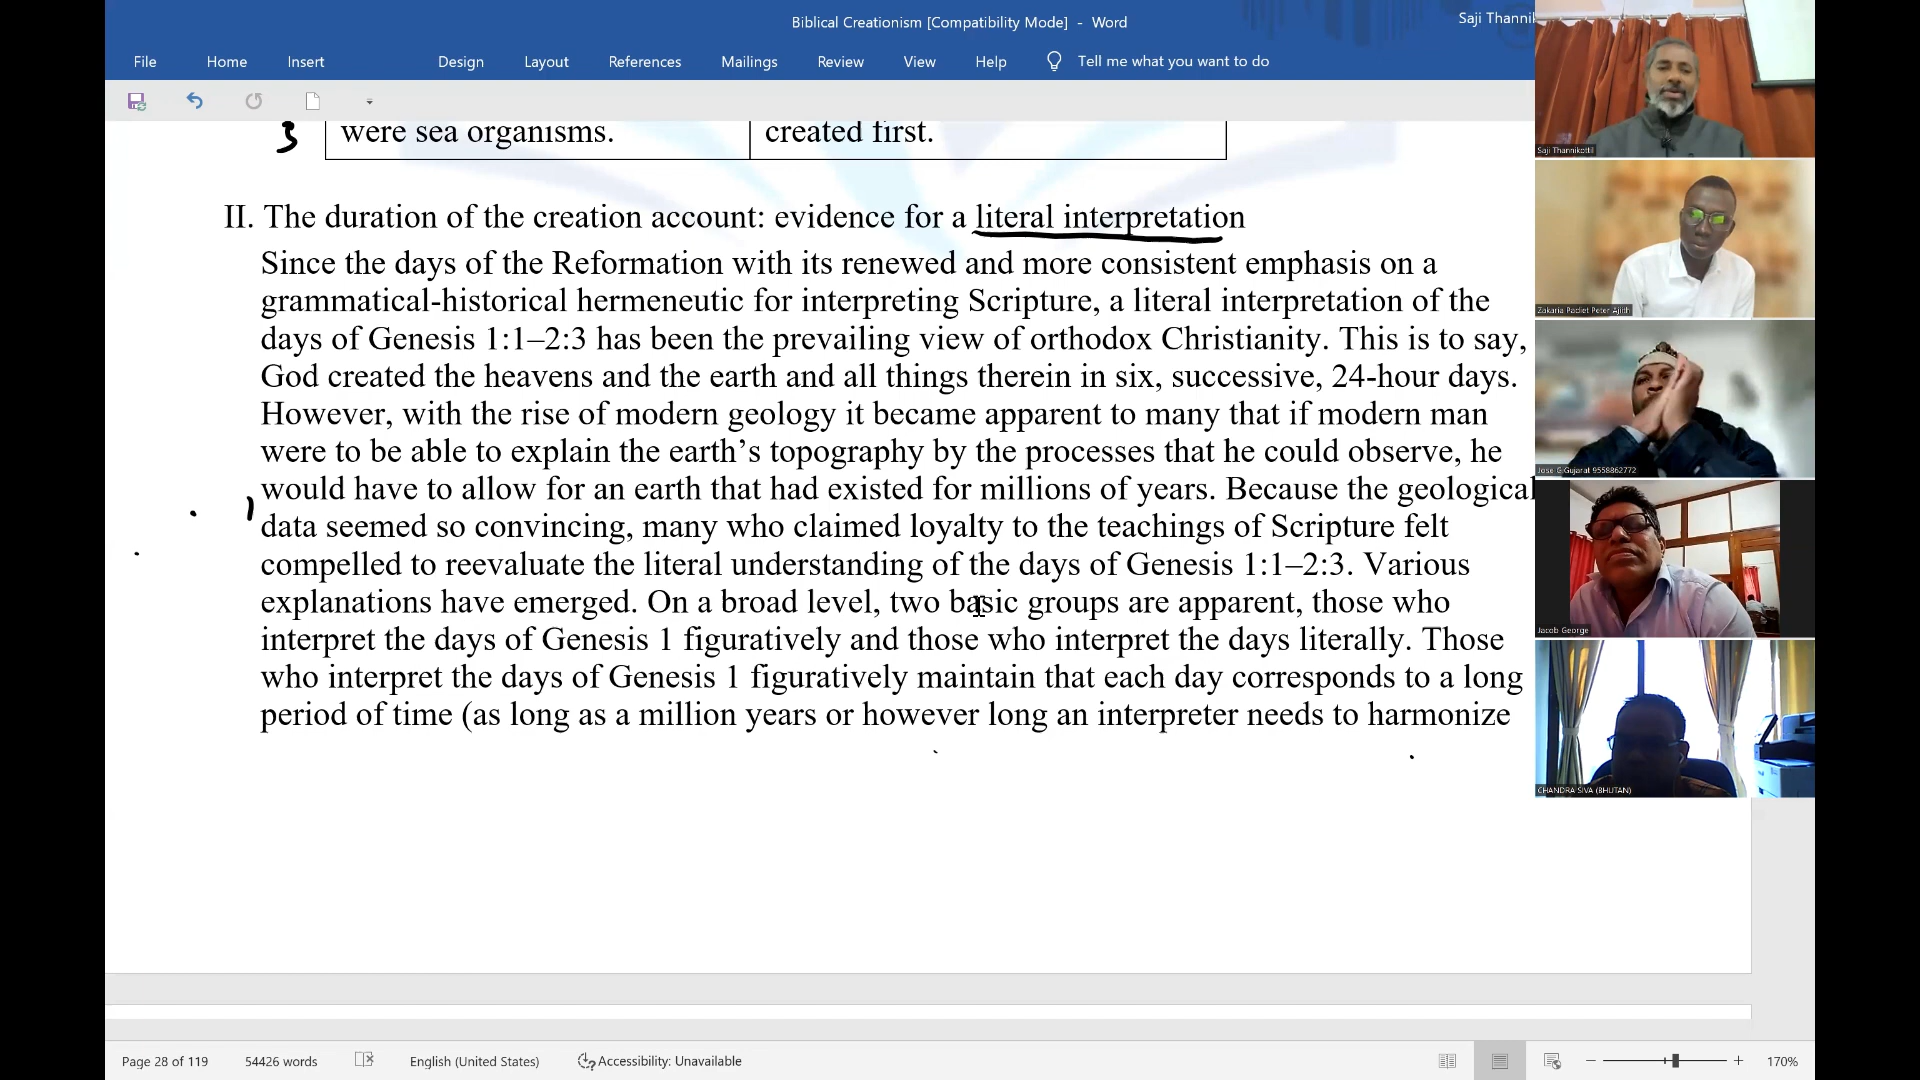 Biblical Creationism [Compatibility Mode] - Word
Saji Thannik
File Home Insert Design Layout References Mailings Review View Help Tell me what you want to do
3
were sea organisms. created first.
II. The duration of the creation account: evidence for a literal interpretation
Since the days of the Reformation with its renewed and more consistent emphasis on a
grammatical-historical hermeneutic for interpreting Scripture, a literal interpretation of the
days of Genesis 1:1–2:3 has been the prevailing view of orthodox Christianity. This is to say,
God created the heavens and the earth and all things therein in six, successive, 24-hour days.
However, with the rise of modern geology it became apparent to many that if modern man
were to be able to explain the earth’s topography by the processes that he could observe, he
would have to allow for an earth that had existed for millions of years. Because the geological
data seemed so convincing, many who claimed loyalty to the teachings of Scripture felt
compelled to reevaluate the literal understanding of the days of Genesis 1:1–2:3. Various
explanations have emerged. On a broad level, two basic groups are apparent, those who
interpret the days of Genesis 1 figuratively and those who interpret the days literally. Those
who interpret the days of Genesis 1 figuratively maintain that each day corresponds to a long
period of time (as long as a million years or however long an interpreter needs to harmonize
Saji Thannikottil
Zakaria Padiet Peter Ajiith
Jose G Gujarat 9558862772
Jacob George
CHANDRA SIVA (BHUTAN)
Page 28 of 119 54426 words English (United States) Accessibility: Unavailable 170%